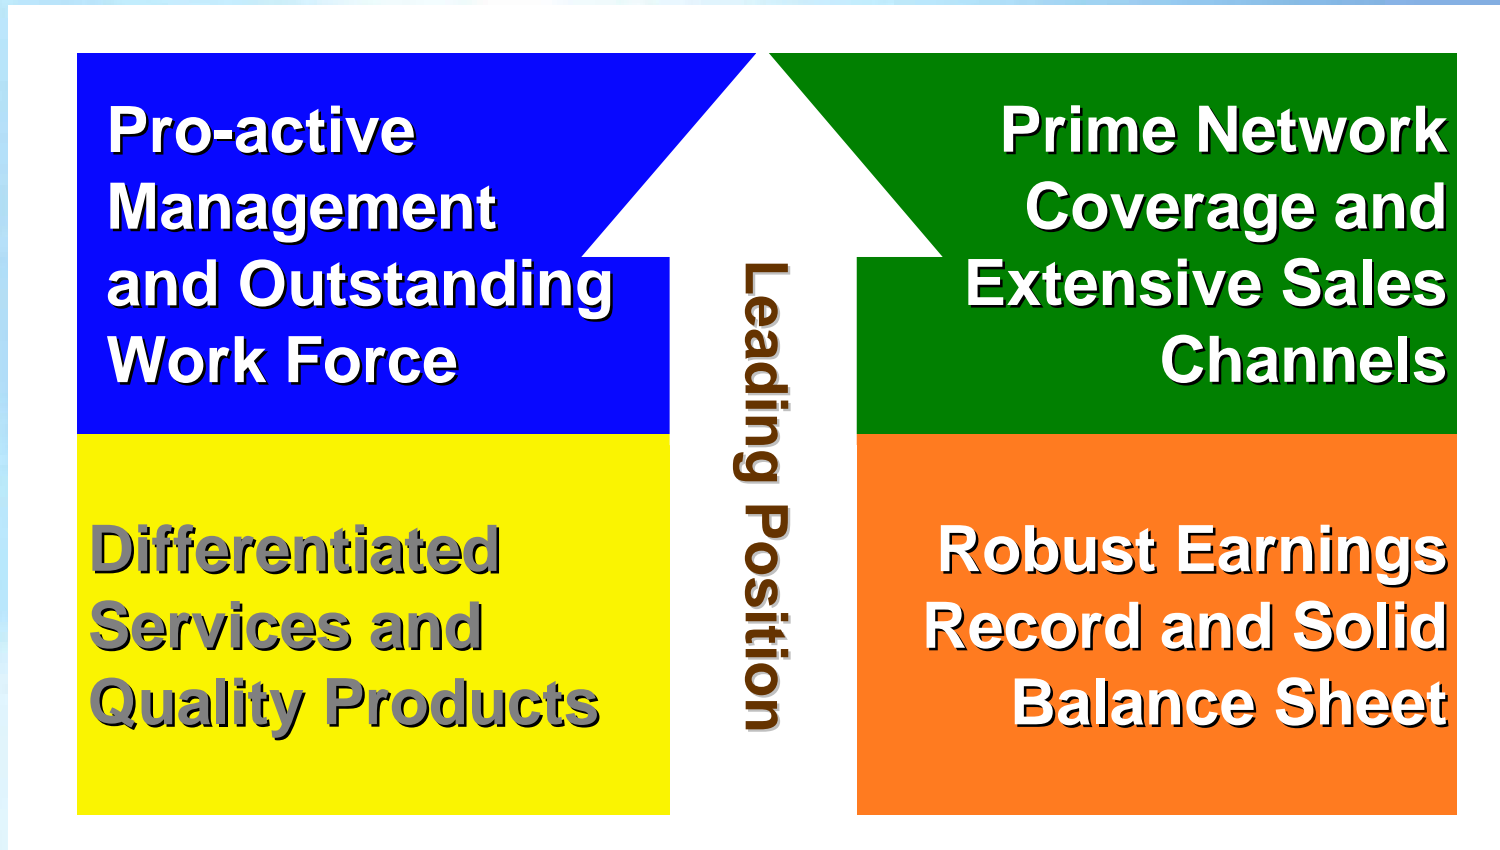 Pro-active
Management
and Outstanding
Work Force
Prime Network
Coverage and
Extensive Sales
Channels
Leading Position
Differentiated
Services and
Quality Products
Robust Earnings
Record and Solid
Balance Sheet